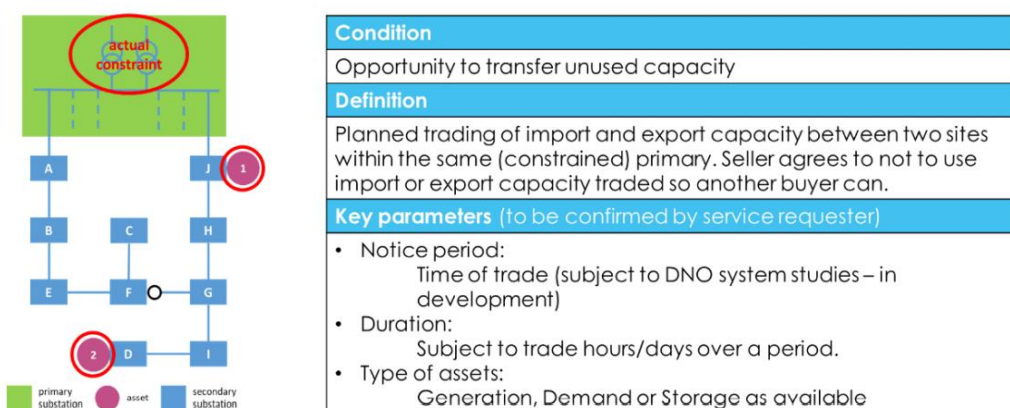 actual
constraint
A
J
1
B
C
H
E
F
G
2
D
I
primary
substation
asset
secondary
substation
Condition
Opportunity to transfer unused capacity
Definition
Planned trading of import and export capacity between two sites
within the same (constrained) primary. Seller agrees to not to use
import or export capacity traded so another buyer can.
Key parameters (to be confirmed by service requester)
• Notice period:
Time of trade (subject to DNO system studies – in
development)
• Duration:
Subject to trade hours/days over a period.
• Type of assets:
Generation, Demand or Storage as available